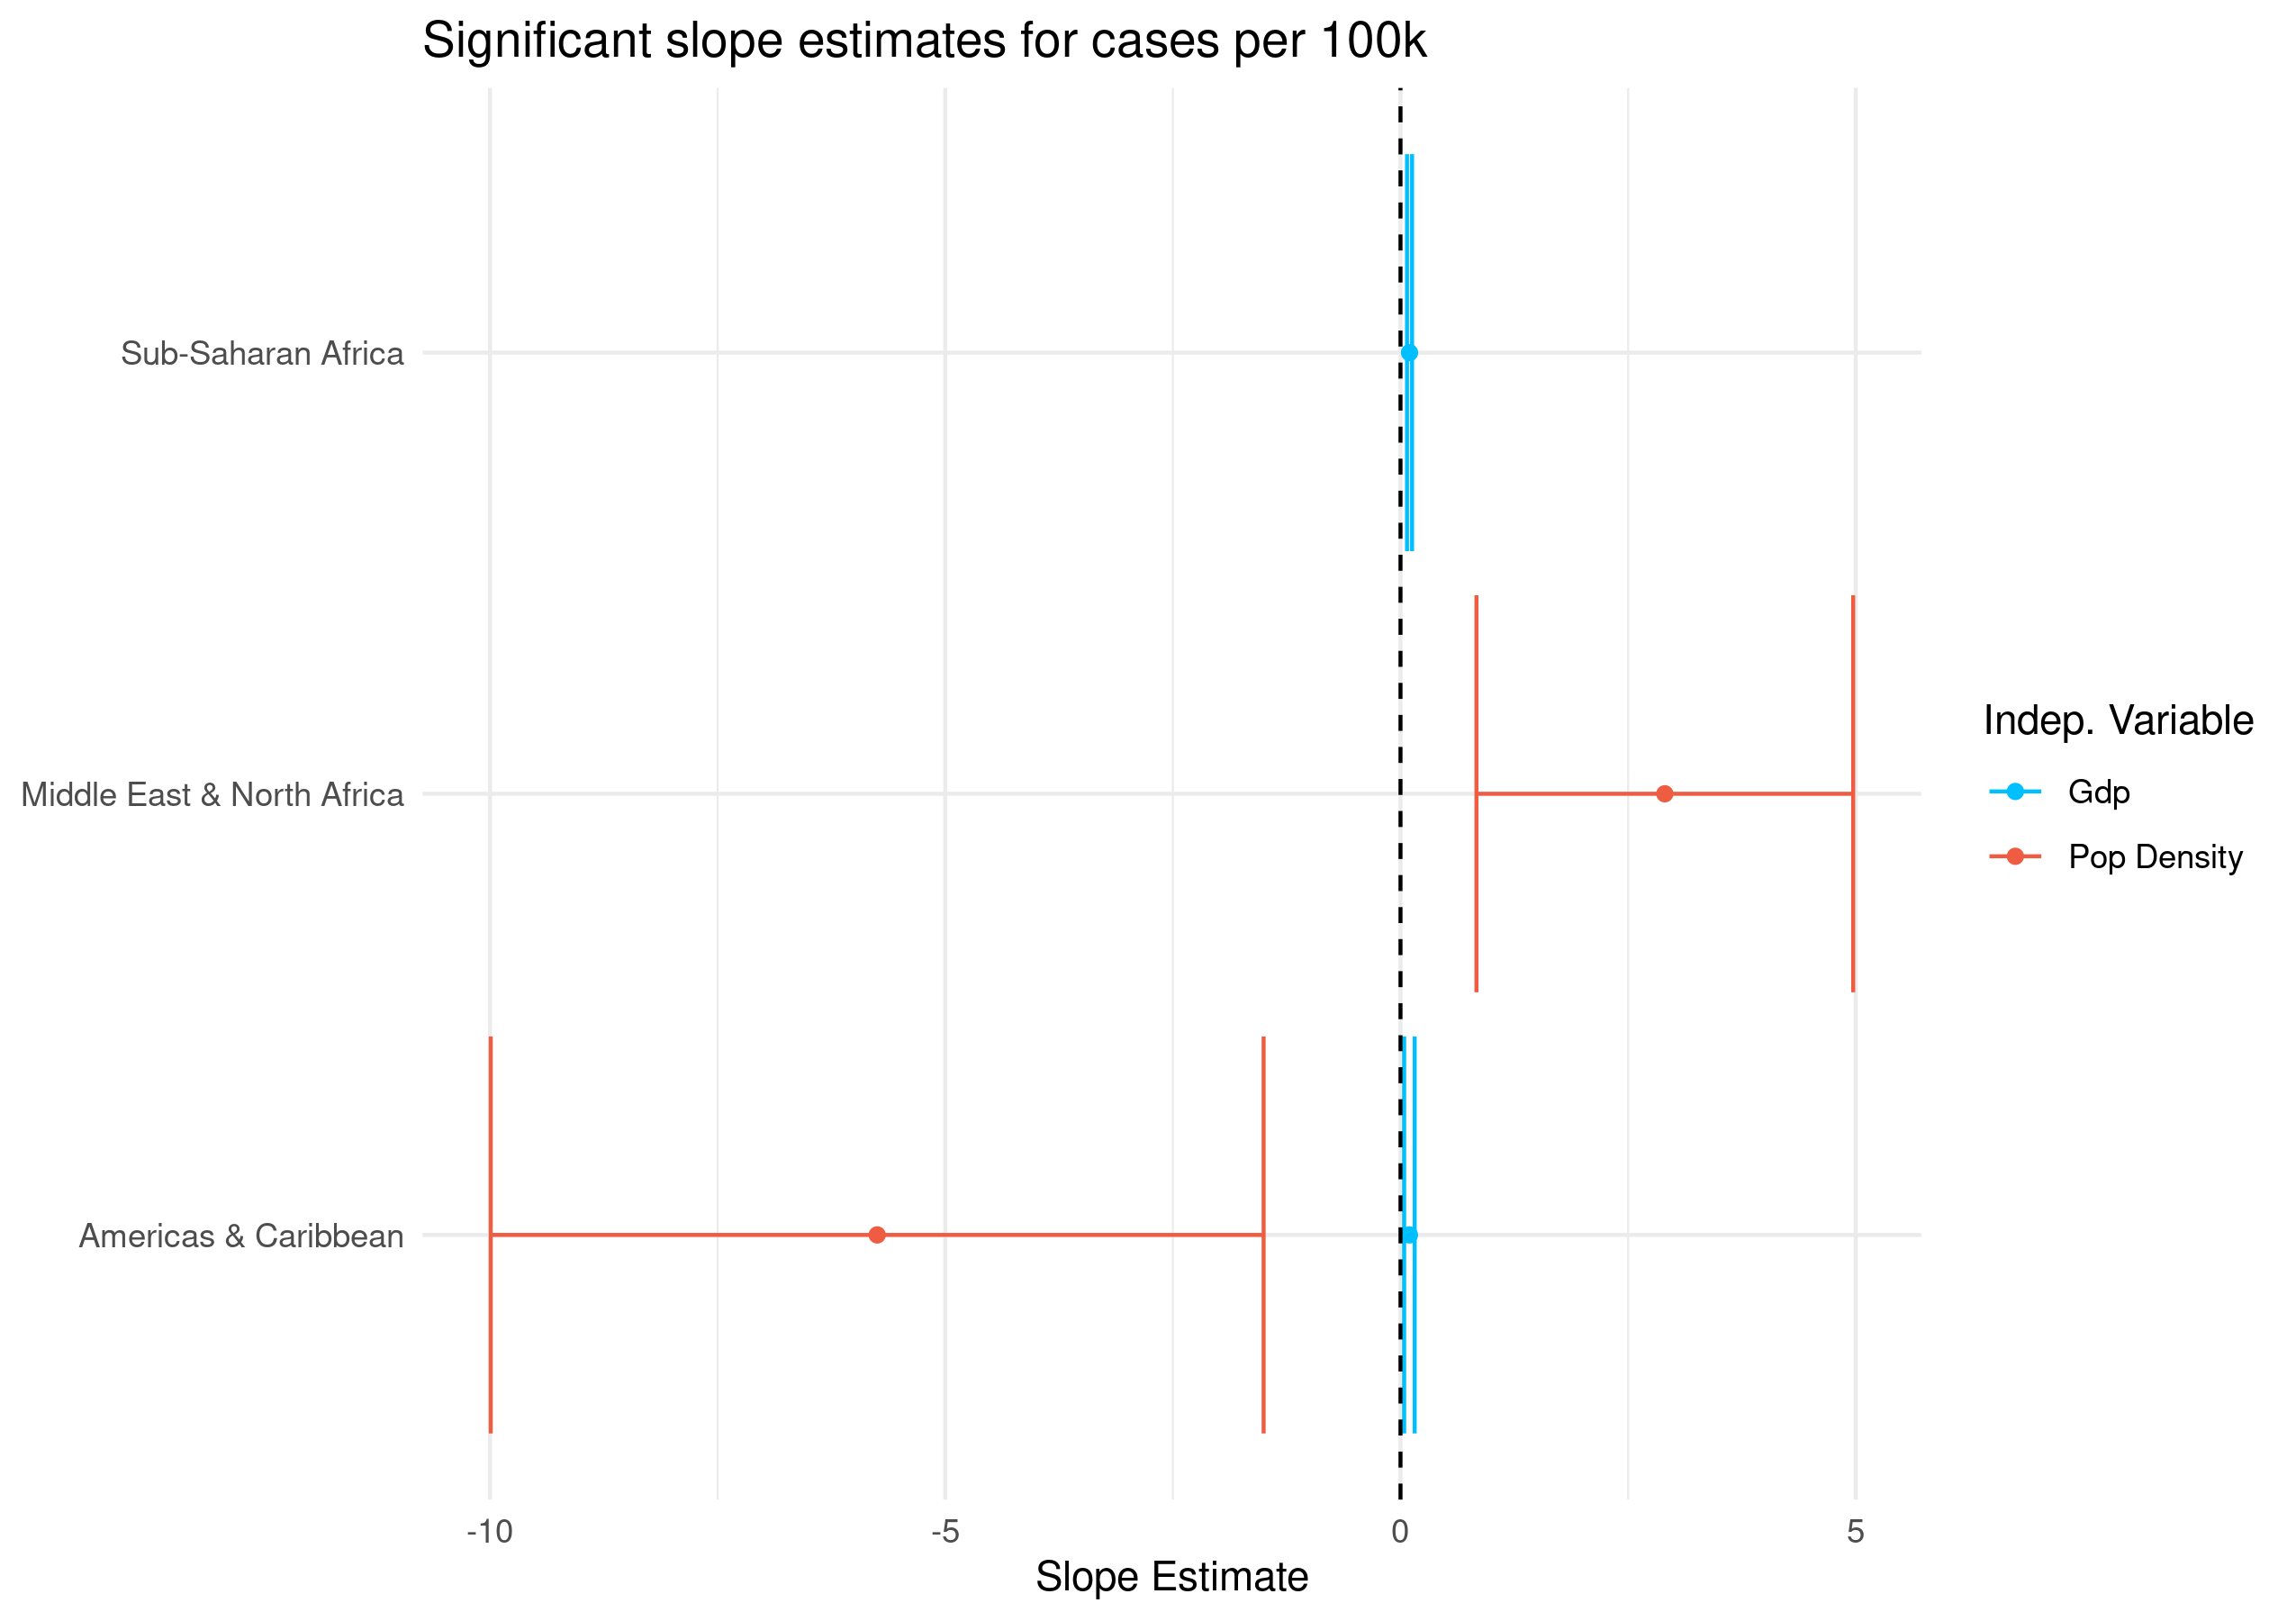 Significant slope estimates for cases per 100k
Sub-Saharan Africa
Middle East & North Africa
Americas & Caribbean
-10
-5
0
5
Slope Estimate
Indep. Variable
Gdp
Pop Density